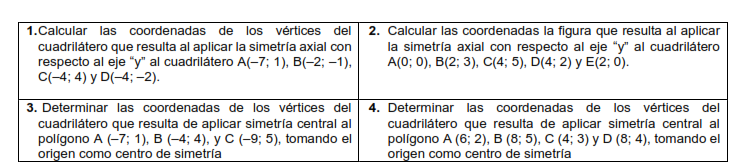 1.Calcular las coordenadas de los vértices del
cuadrilátero que resulta al aplicar la simetría axial con
respecto al eje “y” al cuadrilátero A(–7; 1), B(–2; –1),
C(–4; 4) y D(–4; –2).
2. Calcular las coordenadas la figura que resulta al aplicar
la simetría axial con respecto al eje “y” al cuadrilátero
A(0; 0), B(2; 3), C(4; 5), D(4; 2) y E(2; 0).
3. Determinar las coordenadas de los vértices del
cuadrilátero que resulta de aplicar simetría central al
polígono A (–7; 1), B (–4; 4), y C (–9; 5), tomando el
origen como centro de simetría
4. Determinar las coordenadas de los vértices del
cuadrilátero que resulta de aplicar simetría central al
polígono A (6; 2), B (8; 5), C (4; 3) y D (8; 4), tomando el
origen como centro de simetría